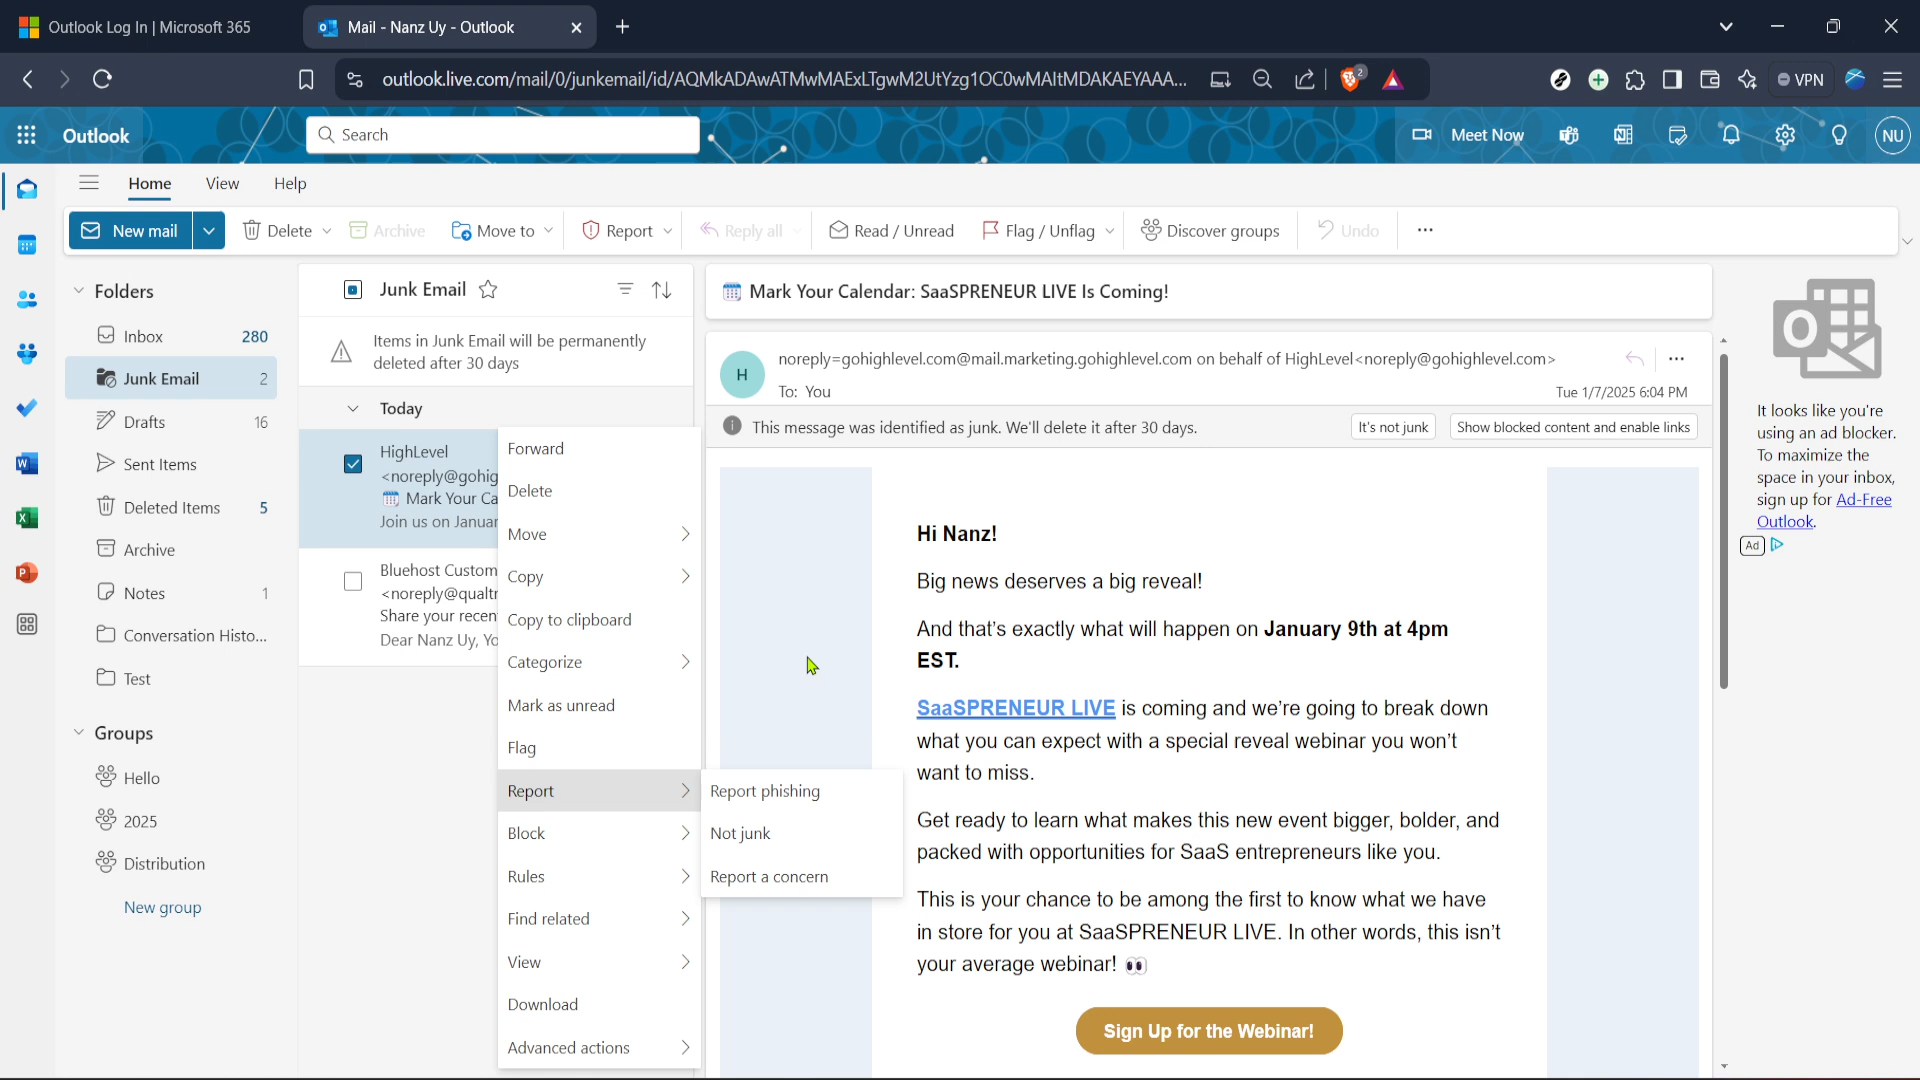 Outlook Log In | Microsoft 365
Mail - Nanz Uy - Outlook
outlook.live.com/mail/0/junkemail/id/AQMkADAwATMwMAExLTgwM2UtYzg1OC0wMAItMDAKAEYAAA...
2
VPN
Outlook
Search
Meet Now
NU
Home
View
Help
New mail
Delete
Archive
Move to
Report
Reply all
Read / Unread
Flag / Unflag
Discover groups
Undo
Folders
Inbox 280
Junk Email 2
Drafts 16
Sent Items
Deleted Items 5
Archive
Notes 1
Conversation Histo...
Test
Groups
Hello
2025
Distribution
New group
Junk Email
Items in Junk Email will be permanently
deleted after 30 days
Today
HighLevel
<noreply@gohig
Mark Your Ca
Join us on Januar
Bluehost Custom
<noreply@qualtr
Share your recen
Dear Nanz Uy, Yo
Forward
Delete
Move
Copy
Copy to clipboard
Categorize
Mark as unread
Flag
Report
Block
Rules
Find related
View
Download
Advanced actions
Report phishing
Not junk
Report a concern
Mark Your Calendar: SaaSPRENEUR LIVE Is Coming!
H
noreply=gohighlevel.com@mail.marketing.gohighlevel.com on behalf of HighLevel<noreply@gohighlevel.com>
To: You
Tue 1/7/2025 6:04 PM
This message was identified as junk. We'll delete it after 30 days.
It's not junk
Show blocked content and enable links
Hi Nanz!
Big news deserves a big reveal!
And that's exactly what will happen on January 9th at 4pm
EST.
SaaSPRENEUR LIVE is coming and we're going to break down
what you can expect with a special reveal webinar you won't
want to miss.
Get ready to learn what makes this new event bigger, bolder, and
packed with opportunities for SaaS entrepreneurs like you.
This is your chance to be among the first to know what we have
in store for you at SaaSPRENEUR LIVE. In other words, this isn't
your average webinar! 👀
Sign Up for the Webinar!
It looks like you're
using an ad blocker.
To maximize the
space in your inbox,
sign up for Ad-Free
Outlook.
Ad